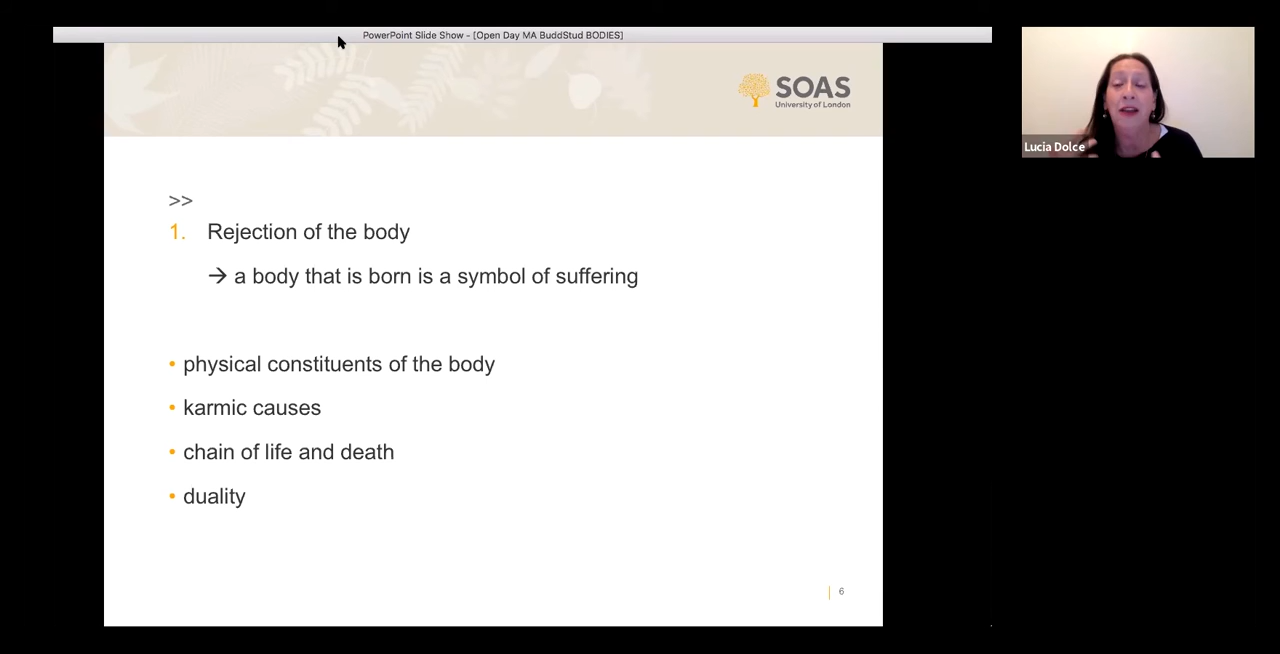 PowerPoint Slide Show - [Open Day MA BuddStud BODIES]
SOAS
University of London
Lucia Dolce
>>
1. Rejection of the body
→ a body that is born is a symbol of suffering
• physical constituents of the body
• karmic causes
• chain of life and death
• duality
6